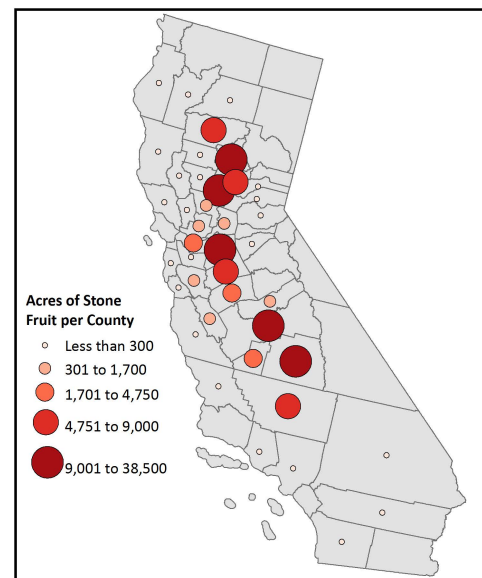 Acres of Stone
Fruit per County
Less than 300
301 to 1,700
1,701 to 4,750
4,751 to 9,000
9,001 to 38,500